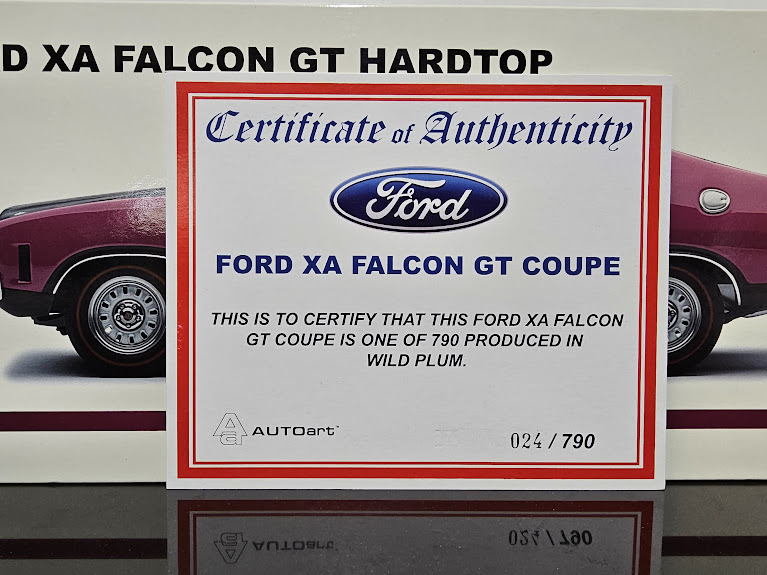 D XA FALCON GT HARDTOP
Certificate of Authenticity
Ford
FORD XA FALCON GT COUPE
THIS IS TO CERTIFY THAT THIS FORD XA FALCON
GT COUPE IS ONE OF 790 PRODUCED IN
WILD PLUM.
AUTOart™
024 / 790